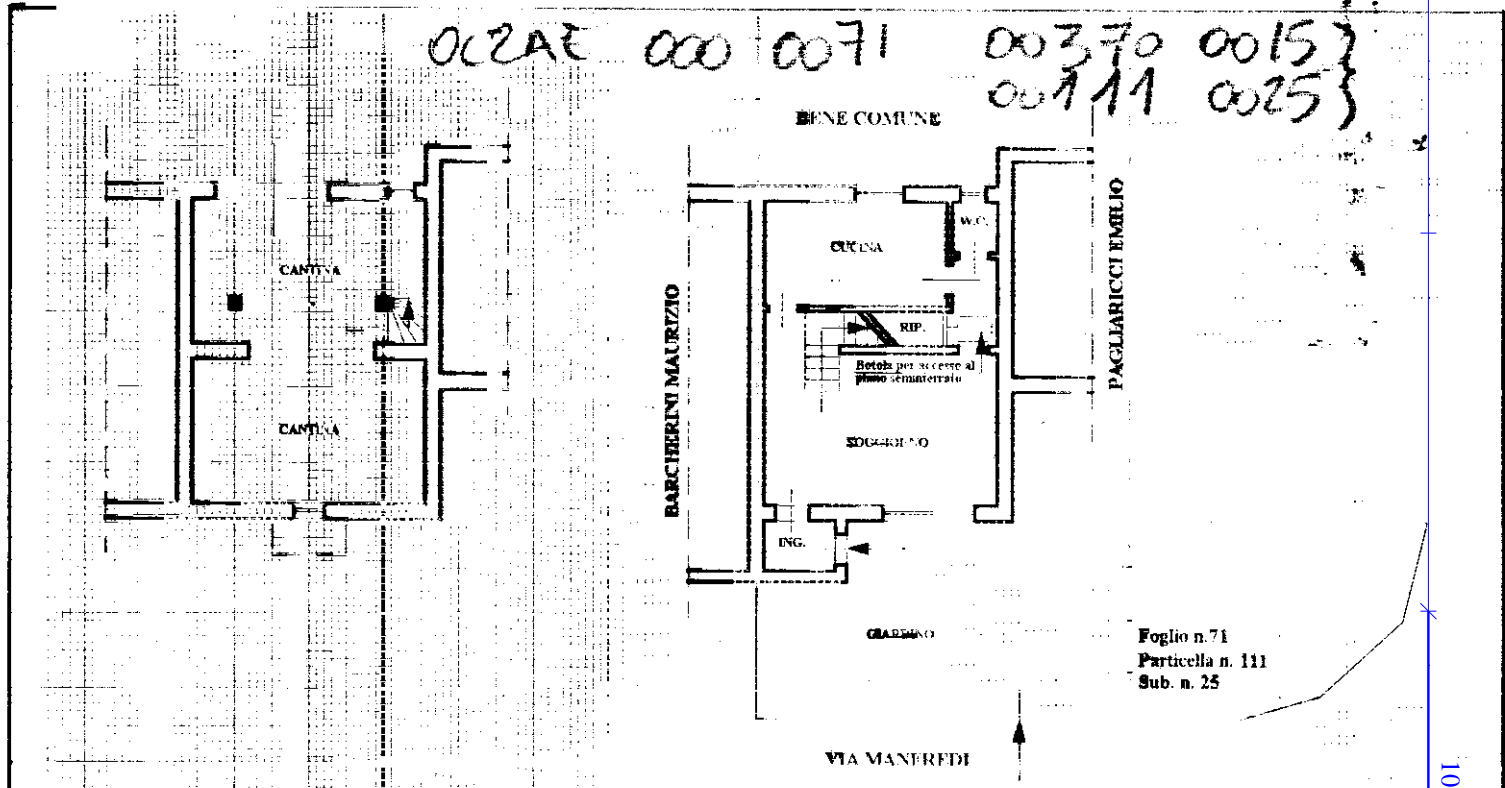 0C2AE 000 0071 00370 0015}
00111 0025}
BENE COMUNE
CANTINA
CANTINA
BARCHERINI MAURIZIO
CUCINA
W.C.
RIP.
Botola per accesso al
piano seminterrato
SOGGIORNO
ING.
GIARDINO
PAGLIARICCI EMILIO
Foglio n.71
Particella n. 111
Sub. n. 25
VIA MANFREDI
10